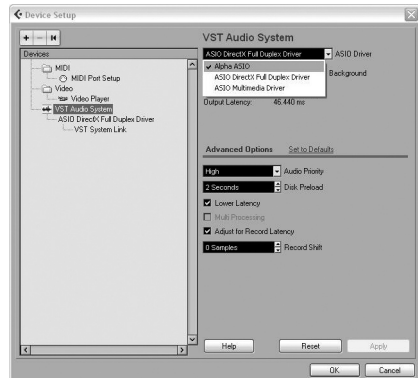 Device Setup
Devices
MIDI
MIDI Port Setup
Video
Video Player
VST Audio System
ASIO DirectX Full Duplex Driver
VST System Link
VST Audio System
ASIO DirectX Full Duplex Driver ASIO Driver
Alpha ASIO
ASIO DirectX Full Duplex Driver Background
ASIO Multimedia Driver
Output Latency: 46.440 ms
Advanced Options Set to Defaults
High Audio Priority
2 Seconds Disk Preload
Lower Latency
Multi Processing
Adjust for Record Latency
0 Samples Record Shift
Help Reset Apply
OK Cancel